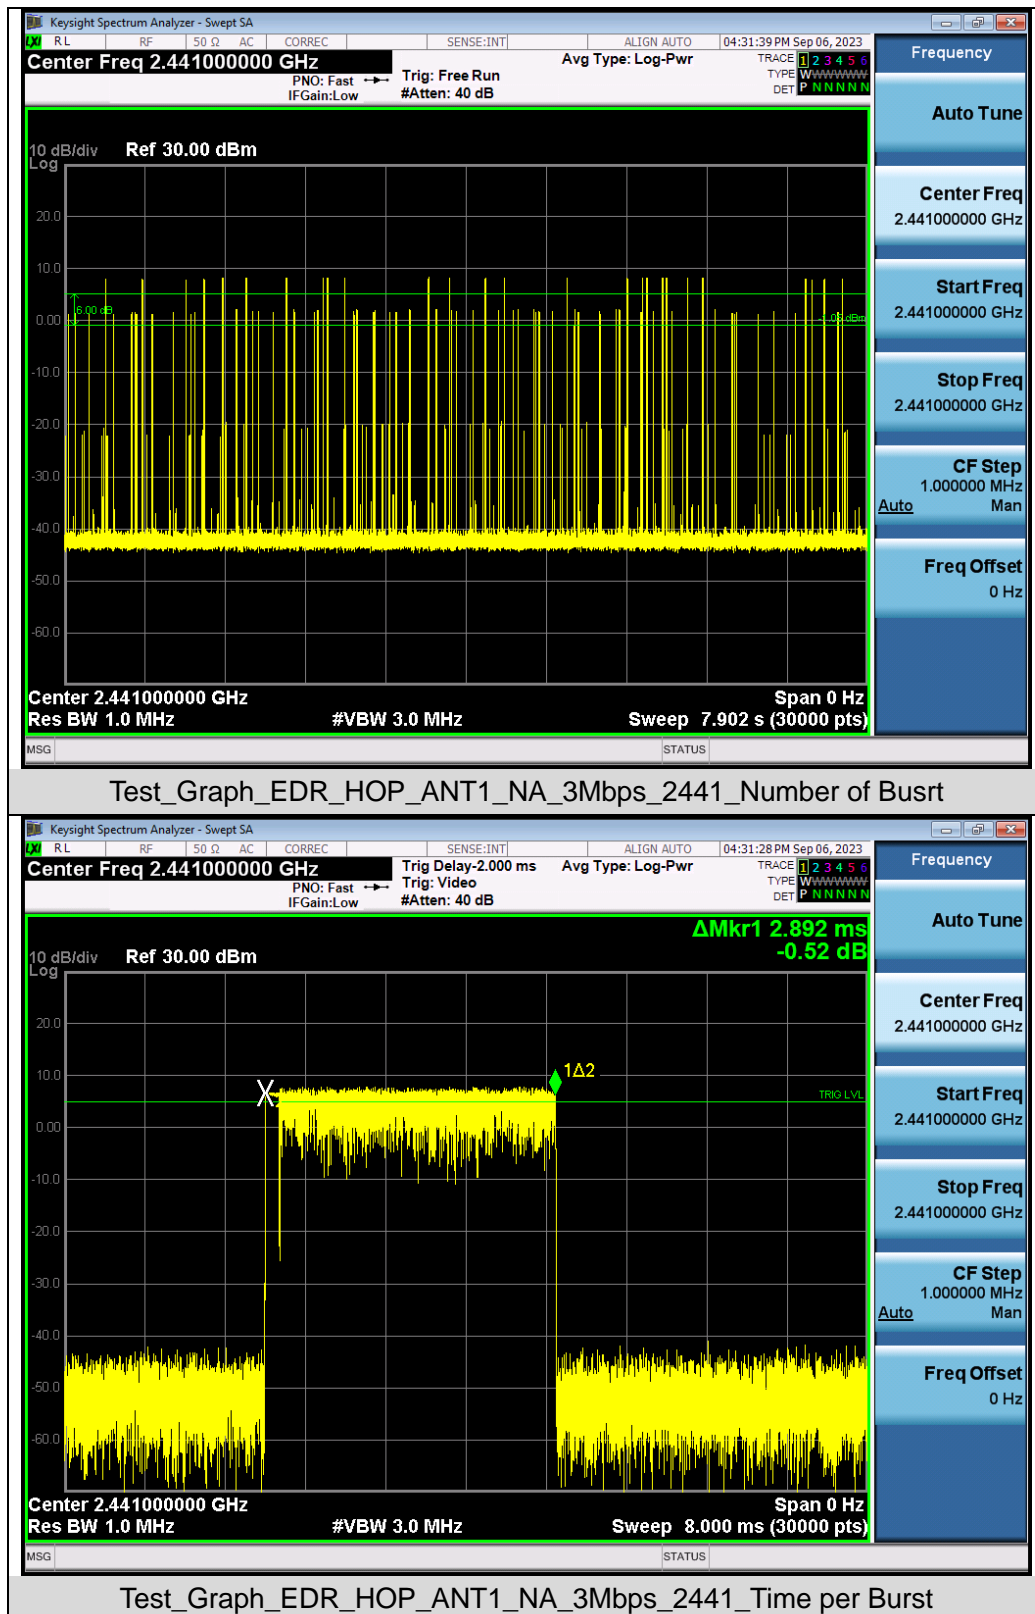 Keysight Spectrum Analyzer - Swept SA
LXI RL RF 50 Ω AC CORREC SENSE:INT ALIGN AUTO 04:31:39 PM Sep 06, 2023
Center Freq 2.441000000 GHz Avg Type: Log-Pwr TRACE 1 2 3 4 5 6
PNO: Fast Trig: Free Run TYPE WWWWWW
IFGain:Low #Atten: 40 dB DET P N N N N N
Frequency
Auto Tune
Center Freq
2.441000000 GHz
Start Freq
2.441000000 GHz
Stop Freq
2.441000000 GHz
CF Step
1.000000 MHz
Auto Man
Freq Offset
0 Hz
10 dB/div Ref 30.00 dBm
Log
20.0
10.0
6.00 dB
0.00 -1.05 dBm
-10.0
-20.0
-30.0
-40.0
-50.0
-60.0
Center 2.441000000 GHz Span 0 Hz
Res BW 1.0 MHz #VBW 3.0 MHz Sweep 7.902 s (30000 pts)
MSG STATUS
Test_Graph_EDR_HOP_ANT1_NA_3Mbps_2441_Number of Busrt
Keysight Spectrum Analyzer - Swept SA
LXI RL RF 50 Ω AC CORREC SENSE:INT ALIGN AUTO 04:31:28 PM Sep 06, 2023
Center Freq 2.441000000 GHz Trig Delay-2.000 ms Avg Type: Log-Pwr TRACE 1 2 3 4 5 6
PNO: Fast Trig: Video TYPE WWWWWW
IFGain:Low #Atten: 40 dB DET P N N N N N
Frequency
Auto Tune
Center Freq
2.441000000 GHz
Start Freq
2.441000000 GHz
Stop Freq
2.441000000 GHz
CF Step
1.000000 MHz
Auto Man
Freq Offset
0 Hz
ΔMkr1 2.892 ms
-0.52 dB
10 dB/div Ref 30.00 dBm
Log
20.0
10.0
1Δ2
TRIG LVL
0.00
-10.0
-20.0
-30.0
-40.0
-50.0
-60.0
Center 2.441000000 GHz Span 0 Hz
Res BW 1.0 MHz #VBW 3.0 MHz Sweep 8.000 ms (30000 pts)
MSG STATUS
Test_Graph_EDR_HOP_ANT1_NA_3Mbps_2441_Time per Burst